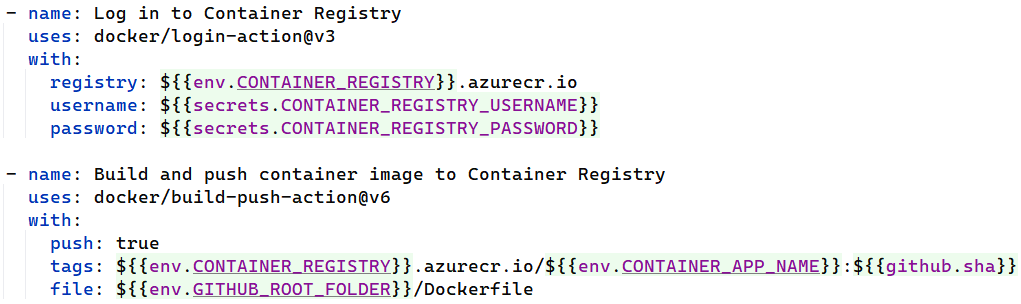 - name: Log in to Container Registry
  uses: docker/login-action@v3
  with:
    registry: ${{env.CONTAINER_REGISTRY}}.azurecr.io
    username: ${{secrets.CONTAINER_REGISTRY_USERNAME}}
    password: ${{secrets.CONTAINER_REGISTRY_PASSWORD}}

- name: Build and push container image to Container Registry
  uses: docker/build-push-action@v6
  with:
    push: true
    tags: ${{env.CONTAINER_REGISTRY}}.azurecr.io/${{env.CONTAINER_APP_NAME}}:${{github.sha}}
    file: ${{env.GITHUB_ROOT_FOLDER}}/Dockerfile